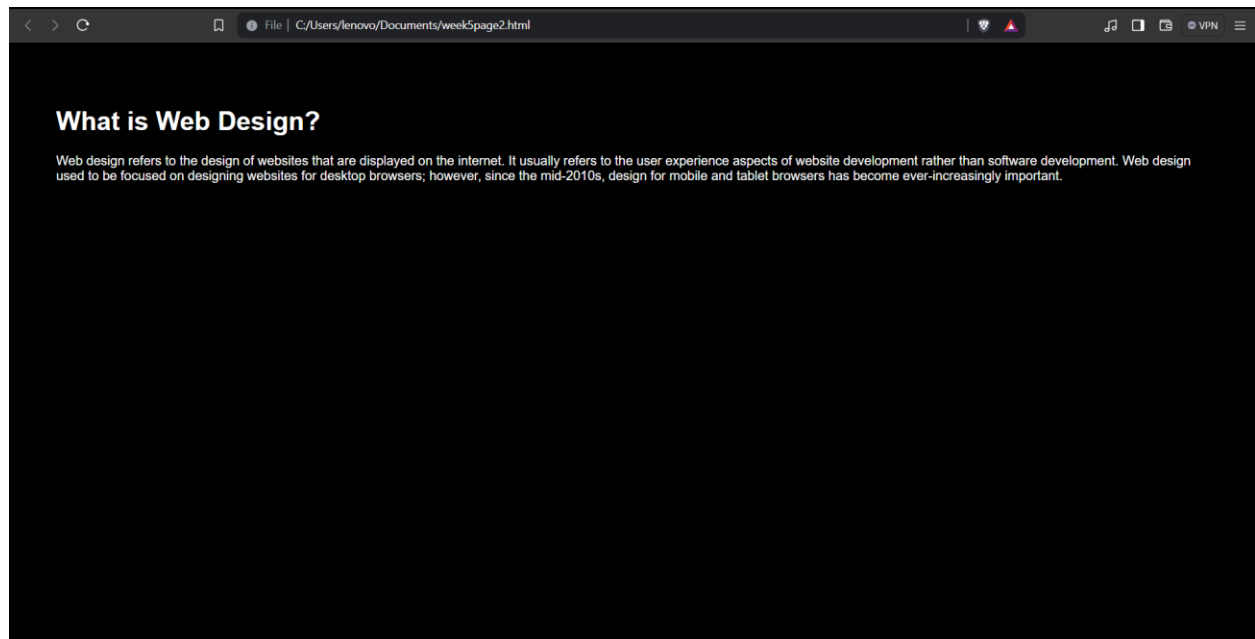 File | C:/Users/lenovo/Documents/week5page2.html
VPN
What is Web Design?
Web design refers to the design of websites that are displayed on the internet. It usually refers to the user experience aspects of website development rather than software development. Web design
used to be focused on designing websites for desktop browsers; however, since the mid-2010s, design for mobile and tablet browsers has become ever-increasingly important.